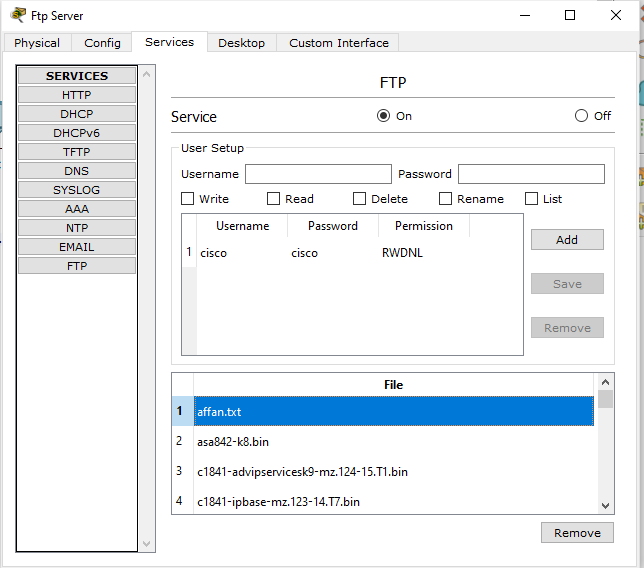 Ftp Server
Physical Config Services Desktop Custom Interface
SERVICES
HTTP
DHCP
DHCPv6
TFTP
DNS
SYSLOG
AAA
NTP
EMAIL
FTP
FTP
Service On Off
User Setup
Username Password
Write Read Delete Rename List
Username Password Permission
1 cisco cisco RWDNL
Add
Save
Remove
File
1 affan.txt
2 asa842-k8.bin
3 c1841-advipservicesk9-mz.124-15.T1.bin
4 c1841-ipbase-mz.123-14.T7.bin
Remove